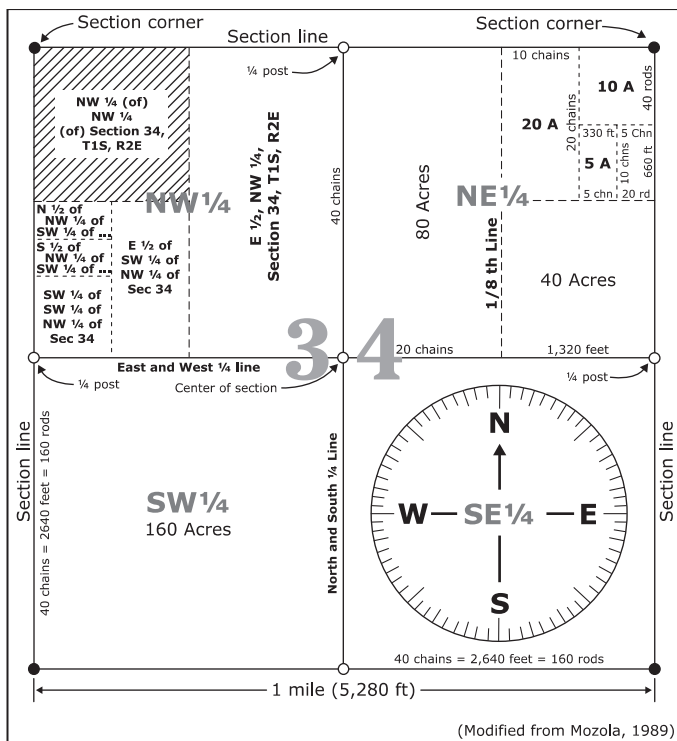 Section corner
Section corner
Section line
¼ post
10 chains
NW ¼ (of)
NW ¼
(of) Section 34,
T1S, R2E
E ½, NW ¼,
Section 34, T1S, R2E
40 chains
80 Acres
20 A
20 chains
10 A
40 rods
330 ft
5 Chn
5 A
10 chns
660 ft
5 chn
20 rd
NW¼
NE¼
1/8 th Line
N ½ of
NW ¼ of
SW ¼ of ...
S ½ of
NW ¼ of
SW ¼ of ...
E ½ of
SW ¼ of
NW ¼ of
Sec 34
SW ¼ of
SW ¼ of
NW ¼ of
Sec 34
40 Acres
34
20 chains
1,320 feet
East and West ¼ line
¼ post
Center of section
¼ post
Section line
40 chains = 2640 feet = 160 rods
SW¼
160 Acres
North and South ¼ Line
N
W
SE¼
E
S
Section line
40 chains = 2,640 feet = 160 rods
1 mile (5,280 ft)
(Modified from Mozola, 1989)